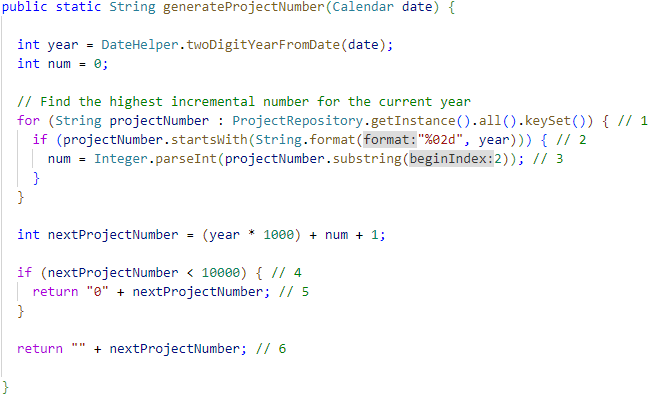 public static String generateProjectNumber(Calendar date) {
int year = DateHelper.twoDigitYearFromDate(date);
int num = 0;
// Find the highest incremental number for the current year
for (String projectNumber : ProjectRepository.getInstance().all().keySet()) { // 1
if (projectNumber.startsWith(String.format(format:"%02d", year))) { // 2
num = Integer.parseInt(projectNumber.substring(beginIndex:2)); // 3
}
}
int nextProjectNumber = (year * 1000) + num + 1;
if (nextProjectNumber < 10000) { // 4
return "0" + nextProjectNumber; // 5
}
return "" + nextProjectNumber; // 6
}